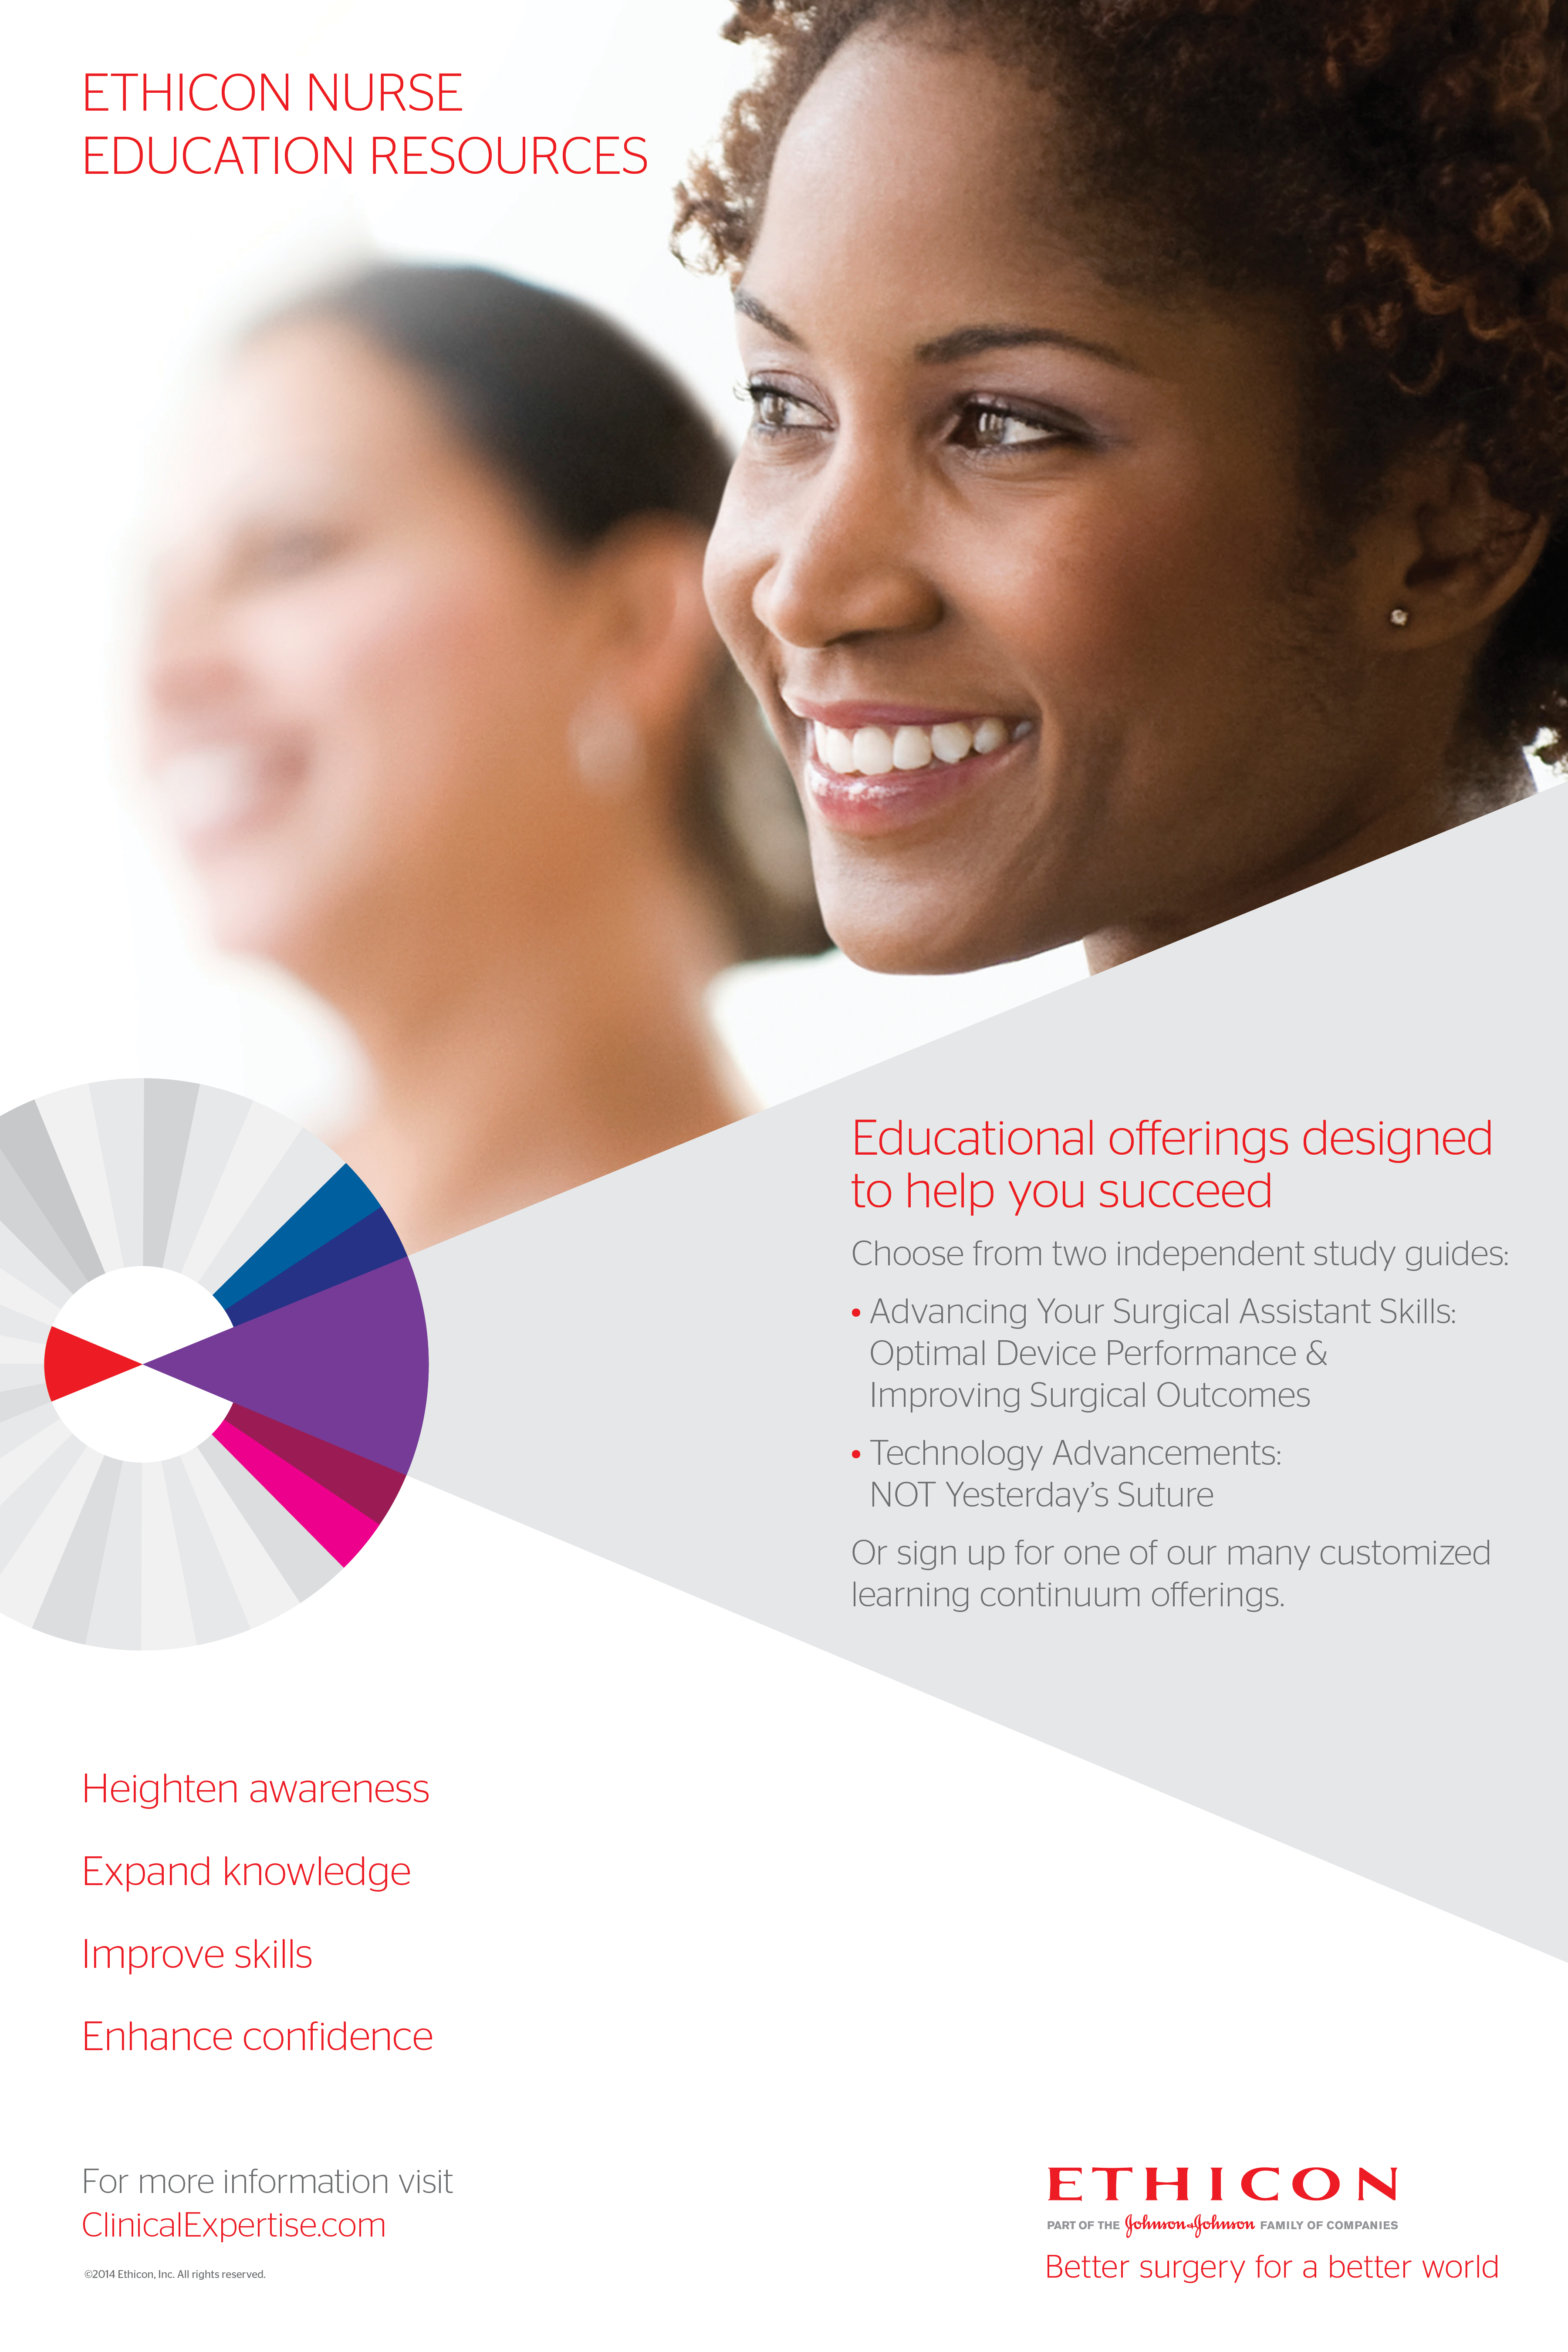 ETHICON NURSE
EDUCATION RESOURCES
Educational offerings designed
to help you succeed
Choose from two independent study guides:
• Advancing Your Surgical Assistant Skills:
Optimal Device Performance &
Improving Surgical Outcomes
• Technology Advancements:
NOT Yesterday’s Suture
Or sign up for one of our many customized
learning continuum offerings.
Heighten awareness
Expand knowledge
Improve skills
Enhance confidence
For more information visit
ClinicalExpertise.com
©2014 Ethicon, Inc. All rights reserved.
ETHICON
PART OF THE Johnson & Johnson FAMILY OF COMPANIES
Better surgery for a better world